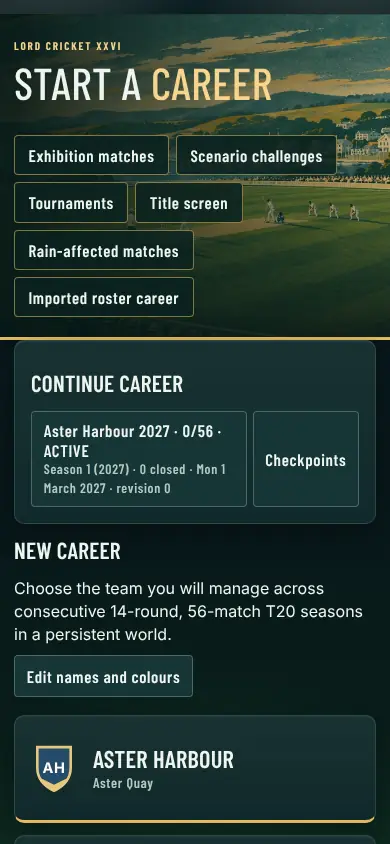 LORD CRICKET XXVI
START A CAREER
Exhibition matches
Scenario challenges
Tournaments
Title screen
Rain-affected matches
Imported roster career
CONTINUE CAREER
Aster Harbour 2027 · 0/56 ·
ACTIVE
Season 1 (2027) · 0 closed · Mon 1
March 2027 · revision 0
Checkpoints
NEW CAREER
Choose the team you will manage across
consecutive 14-round, 56-match T20 seasons
in a persistent world.
Edit names and colours
AH
ASTER HARBOUR
Aster Quay